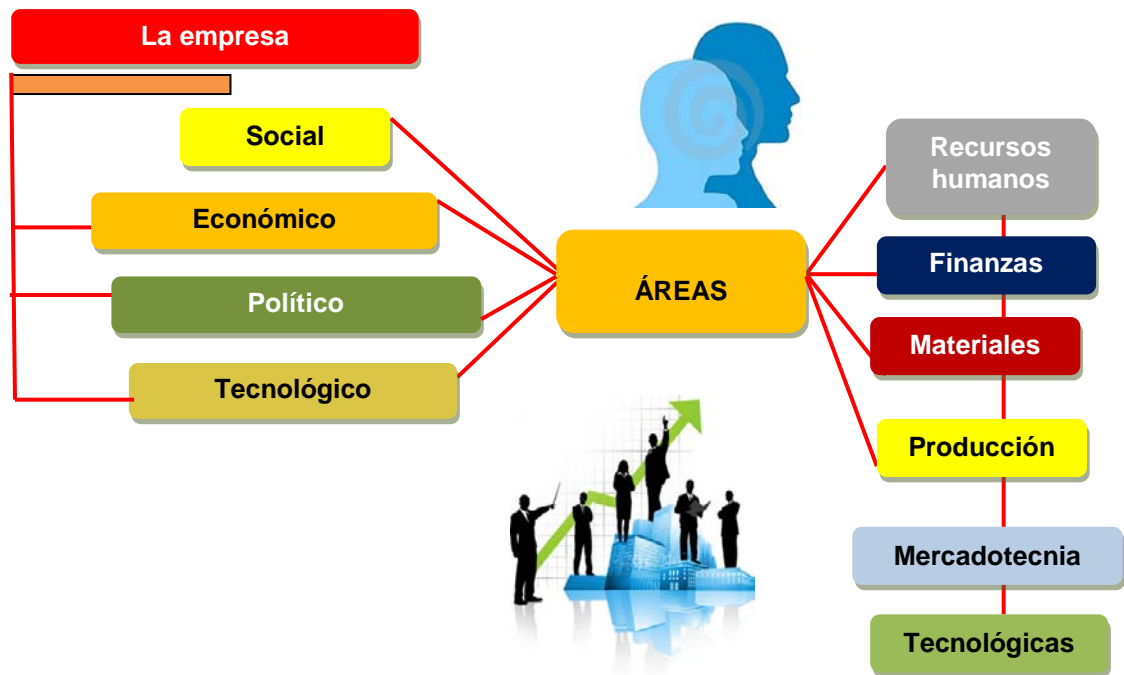 La empresa
Social
Económico
Político
Tecnológico
ÁREAS
Recursos
humanos
Finanzas
Materiales
Producción
Mercadotecnia
Tecnológicas